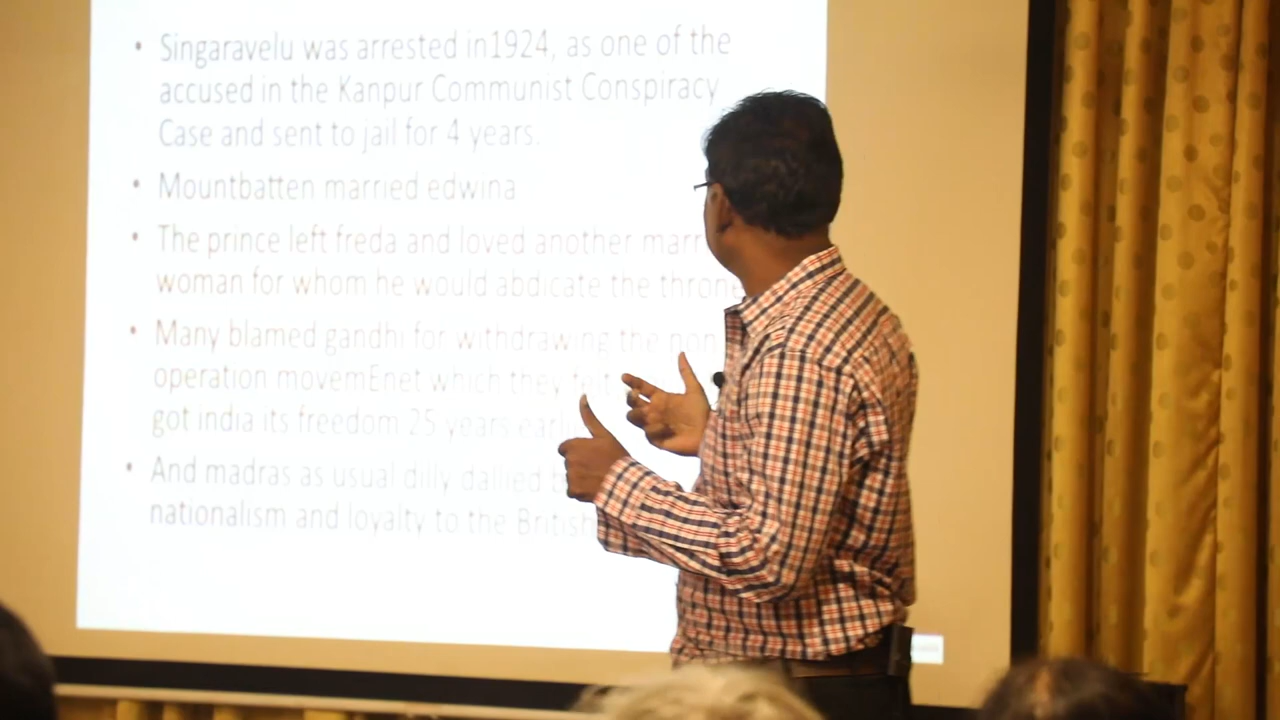 • Singaravelu was arrested in1924, as one of the
accused in the Kanpur Communist Conspiracy
Case and sent to jail for 4 years.
• Mountbatten married edwina
• The prince left freda and loved another marr
woman for whom he would abdicate the throne
• Many blamed gandhi for withdrawing the non
operation movemEnet which they felt
got india its freedom 25 years earli
• And madras as usual dilly dallied b
nationalism and loyalty to the British